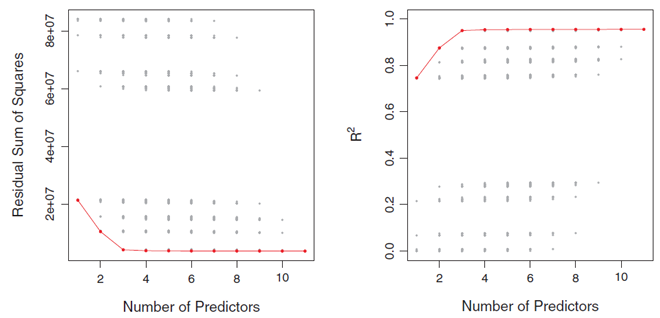 Residual Sum of Squares
8e+07
6e+07
4e+07
2e+07
2 4 6 8 10
Number of Predictors
R²
1.0
0.8
0.6
0.4
0.2
0.0
2 4 6 8 10
Number of Predictors